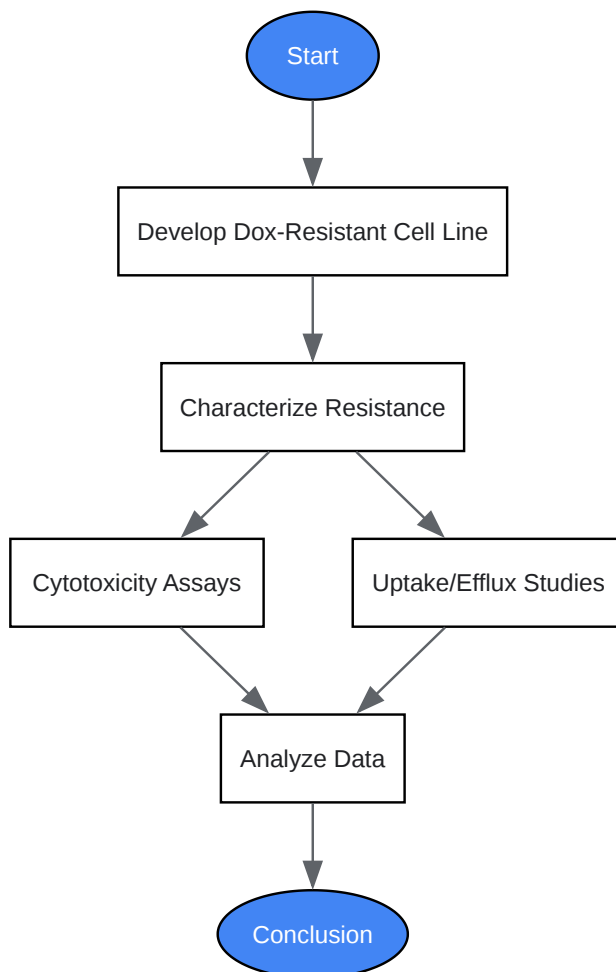 Start
Develop Dox-Resistant Cell Line
Characterize Resistance
Cytotoxicity Assays
Uptake/Efflux Studies
Analyze Data
Conclusion